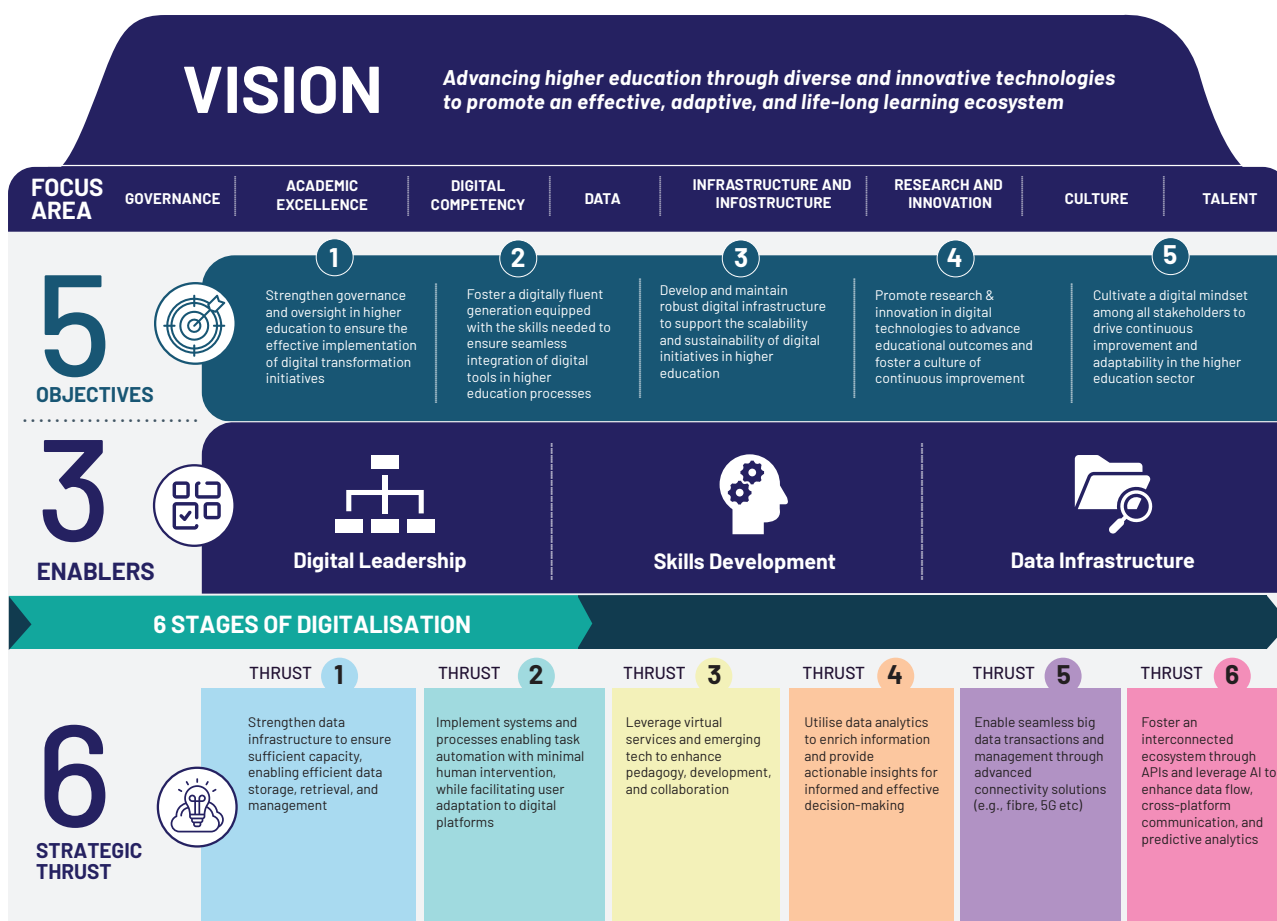 VISION
Advancing higher education through diverse and innovative technologies
to promote an effective, adaptive, and life-long learning ecosystem
FOCUS
AREA
GOVERNANCE
ACADEMIC
EXCELLENCE
DIGITAL
COMPETENCY
DATA
INFRASTRUCTURE AND
INFOSTRUCTURE
RESEARCH AND
INNOVATION
CULTURE
TALENT
5
OBJECTIVES
1
Strengthen governance
and oversight in higher
education to ensure the
effective implementation
of digital transformation
initiatives
2
Foster a digitally fluent
generation equipped
with the skills needed to
ensure seamless
integration of digital
tools in higher
education processes
3
Develop and maintain
robust digital infrastructure
to support the scalability
and sustainability of digital
initiatives in higher
education
4
Promote research &
innovation in digital
technologies to advance
educational outcomes and
foster a culture of
continuous improvement
5
Cultivate a digital mindset
among all stakeholders to
drive continuous
improvement and
adaptability in the higher
education sector
3
ENABLERS
Digital Leadership
Skills Development
Data Infrastructure
6 STAGES OF DIGITALISATION
6
STRATEGIC
THRUST
THRUST 1
Strengthen data
infrastructure to ensure
sufficient capacity,
enabling efficient data
storage, retrieval, and
management
THRUST 2
Implement systems and
processes enabling task
automation with minimal
human intervention,
while facilitating user
adaptation to digital
platforms
THRUST 3
Leverage virtual
services and emerging
tech to enhance
pedagogy, development,
and collaboration
THRUST 4
Utilise data analytics
to enrich information
and provide
actionable insights for
informed and effective
decision-making
THRUST 5
Enable seamless big
data transactions and
management through
advanced
connectivity solutions
(e.g., fibre, 5G etc)
THRUST 6
Foster an
interconnected
ecosystem through
APIs and leverage AI to
enhance data flow,
cross-platform
communication, and
predictive analytics